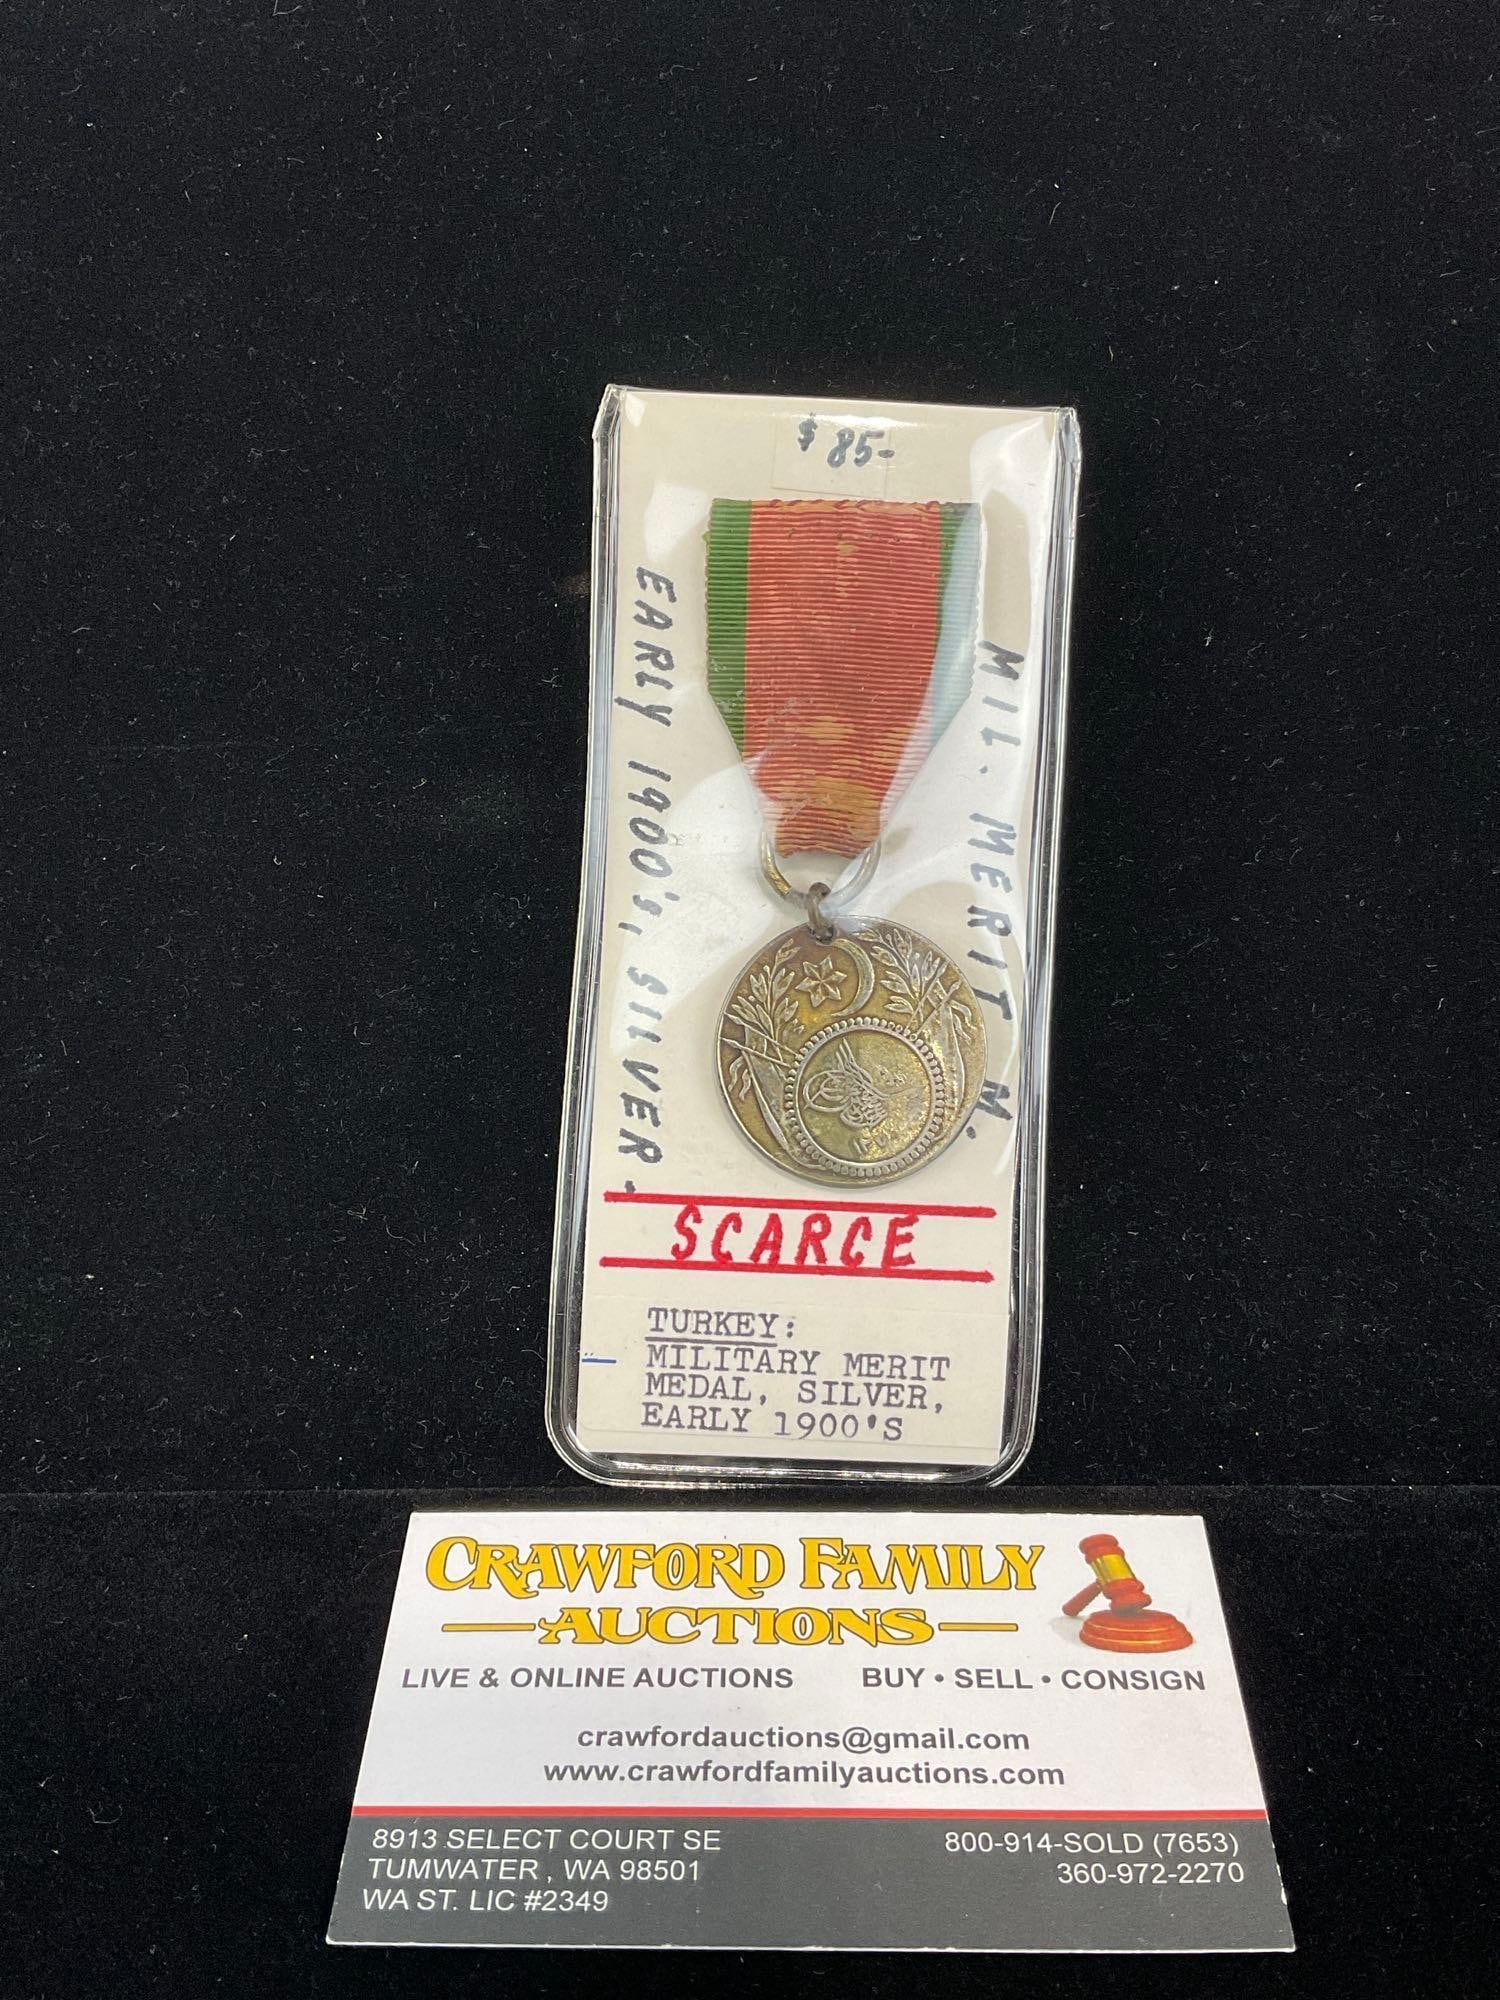 $ 85-
EARLY 1900's, SILVER-
MIL. MERIT M.
SCARCE
TURKEY:
MILITARY MERIT
MEDAL, SILVER,
EARLY 1900'S
CRAWFORD FAMILY
AUCTIONS
LIVE & ONLINE AUCTIONS BUY • SELL • CONSIGN
crawfordauctions@gmail.com
www.crawfordfamilyauctions.com
8913 SELECT COURT SE
TUMWATER, WA 98501
WA ST. LIC #2349
800-914-SOLD (7653)
360-972-2270